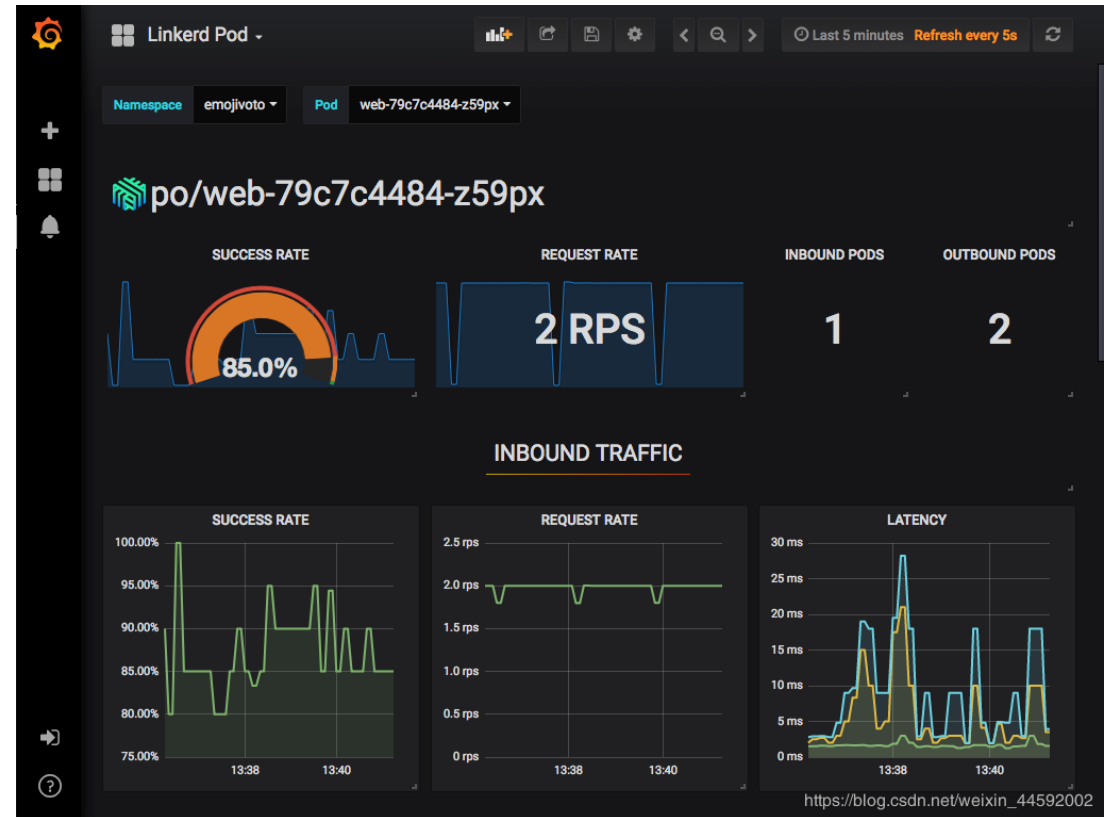 Linkerd Pod
Last 5 minutes Refresh every 5s
Namespace emojivoto Pod web-79c7c4484-z59px
po/web-79c7c4484-z59px
SUCCESS RATE
85.0%
REQUEST RATE
2 RPS
INBOUND PODS
1
OUTBOUND PODS
2
INBOUND TRAFFIC
SUCCESS RATE
100.00%
95.00%
90.00%
85.00%
80.00%
75.00%
13:38 13:40
REQUEST RATE
2.5 rps
2.0 rps
1.5 rps
1.0 rps
0.5 rps
0 rps
13:38 13:40
LATENCY
30 ms
25 ms
20 ms
15 ms
10 ms
5 ms
0 ms
13:38 13:40
https://blog.csdn.net/weixin_44592002